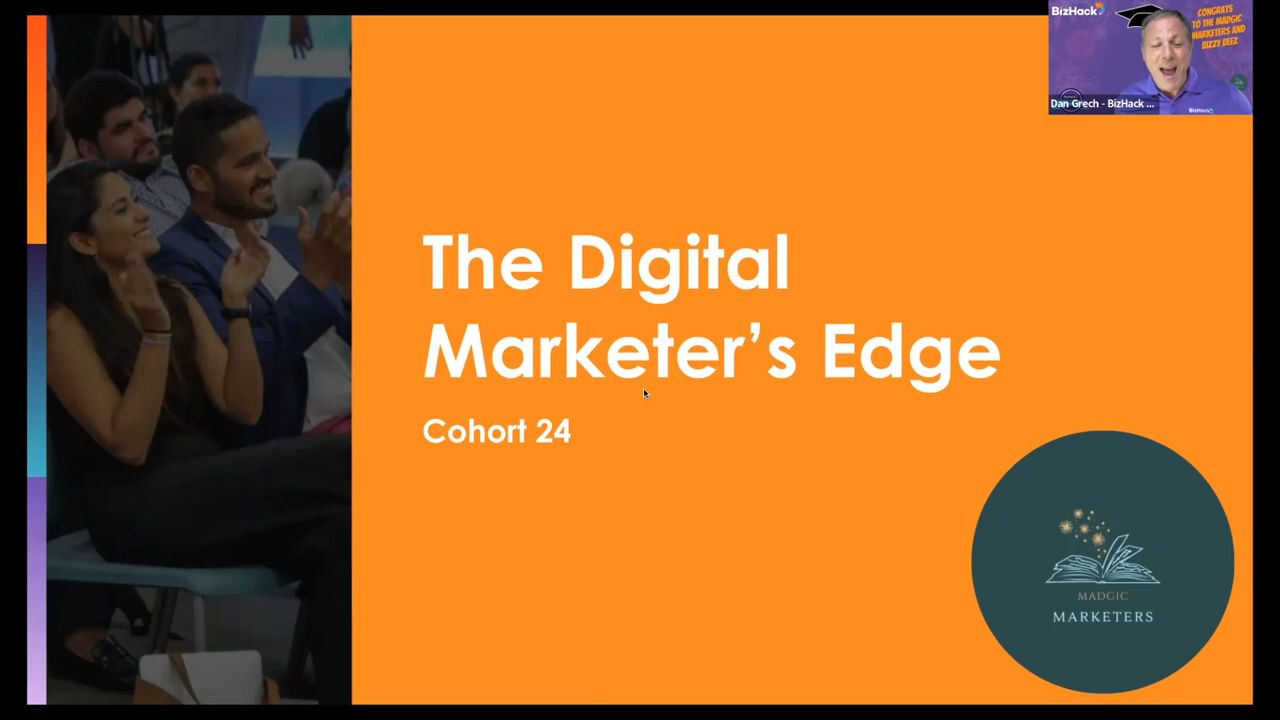 BizHack
CONGRATS
TO THE MADGIC
MARKETERS AND
BIZZY BEEZ
BizHack
Dan Grech - BizHack ...
The Digital
Marketer’s Edge
Cohort 24
MADGIC
MARKETERS